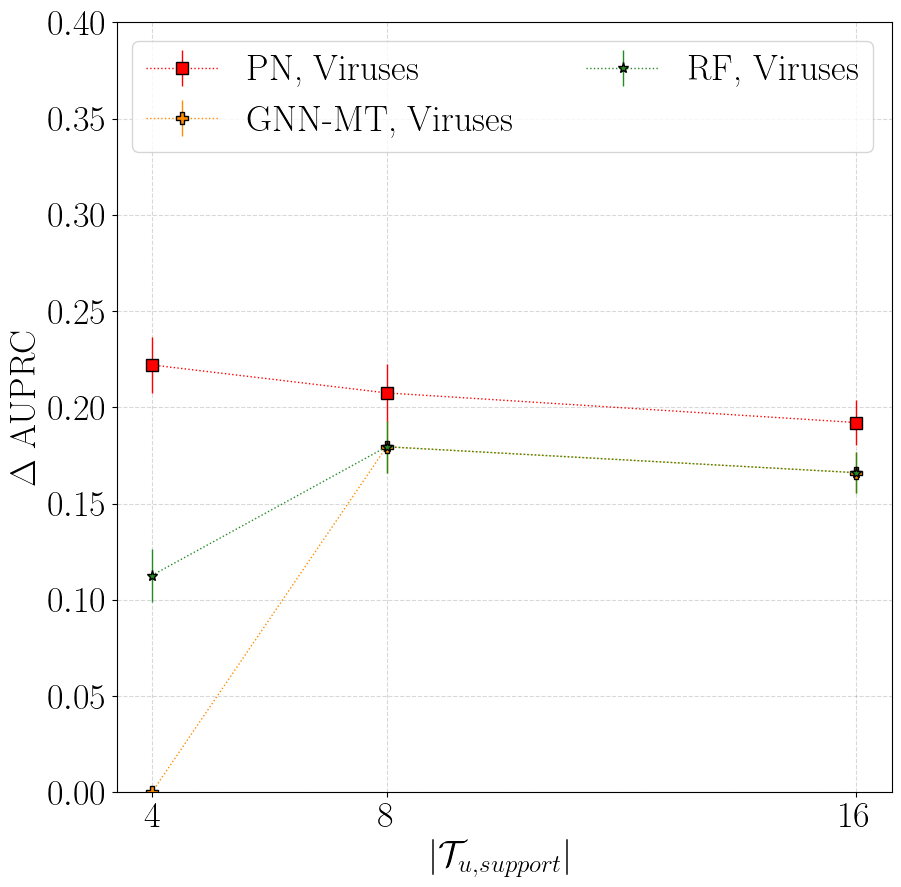 0.40
PN, Viruses
RF, Viruses
GNN-MT, Viruses
0.35
0.30
0.25
0.20
0.15
0.10
0.05
0.00
Δ AUPRC
4
8
16
|𝒯u,support|